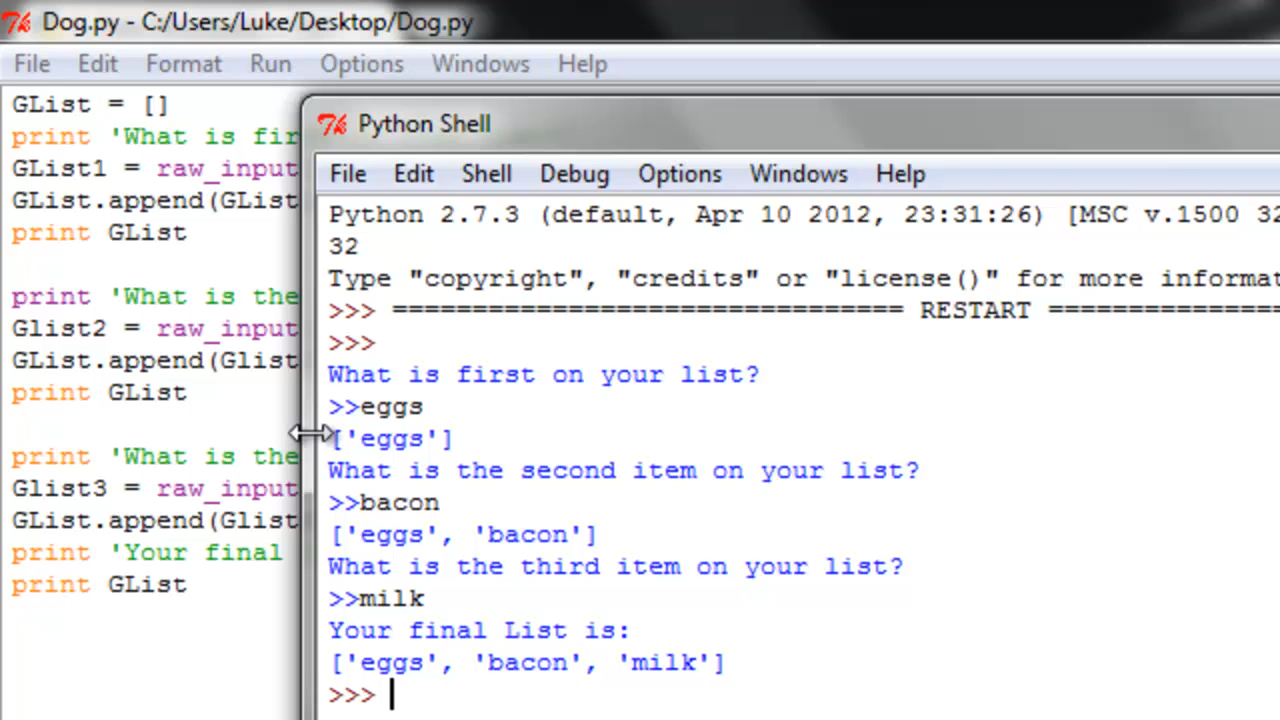 Dog.py - C:/Users/Luke/Desktop/Dog.py
File Edit Format Run Options Windows Help
GList = []
print 'What is fir
GList1 = raw_input
GList.append(GList
print GList
print 'What is the
Glist2 = raw_input
GList.append(Glist
print GList
print 'What is the
Glist3 = raw_input
GList.append(Glist
print 'Your final
print GList
Python Shell
File Edit Shell Debug Options Windows Help
Python 2.7.3 (default, Apr 10 2012, 23:31:26) [MSC v.1500 32
32
Type "copyright", "credits" or "license()" for more informat
>>> ================================ RESTART ===============
>>>
What is first on your list?
>>eggs
['eggs']
What is the second item on your list?
>>bacon
['eggs', 'bacon']
What is the third item on your list?
>>milk
Your final List is:
['eggs', 'bacon', 'milk']
>>>